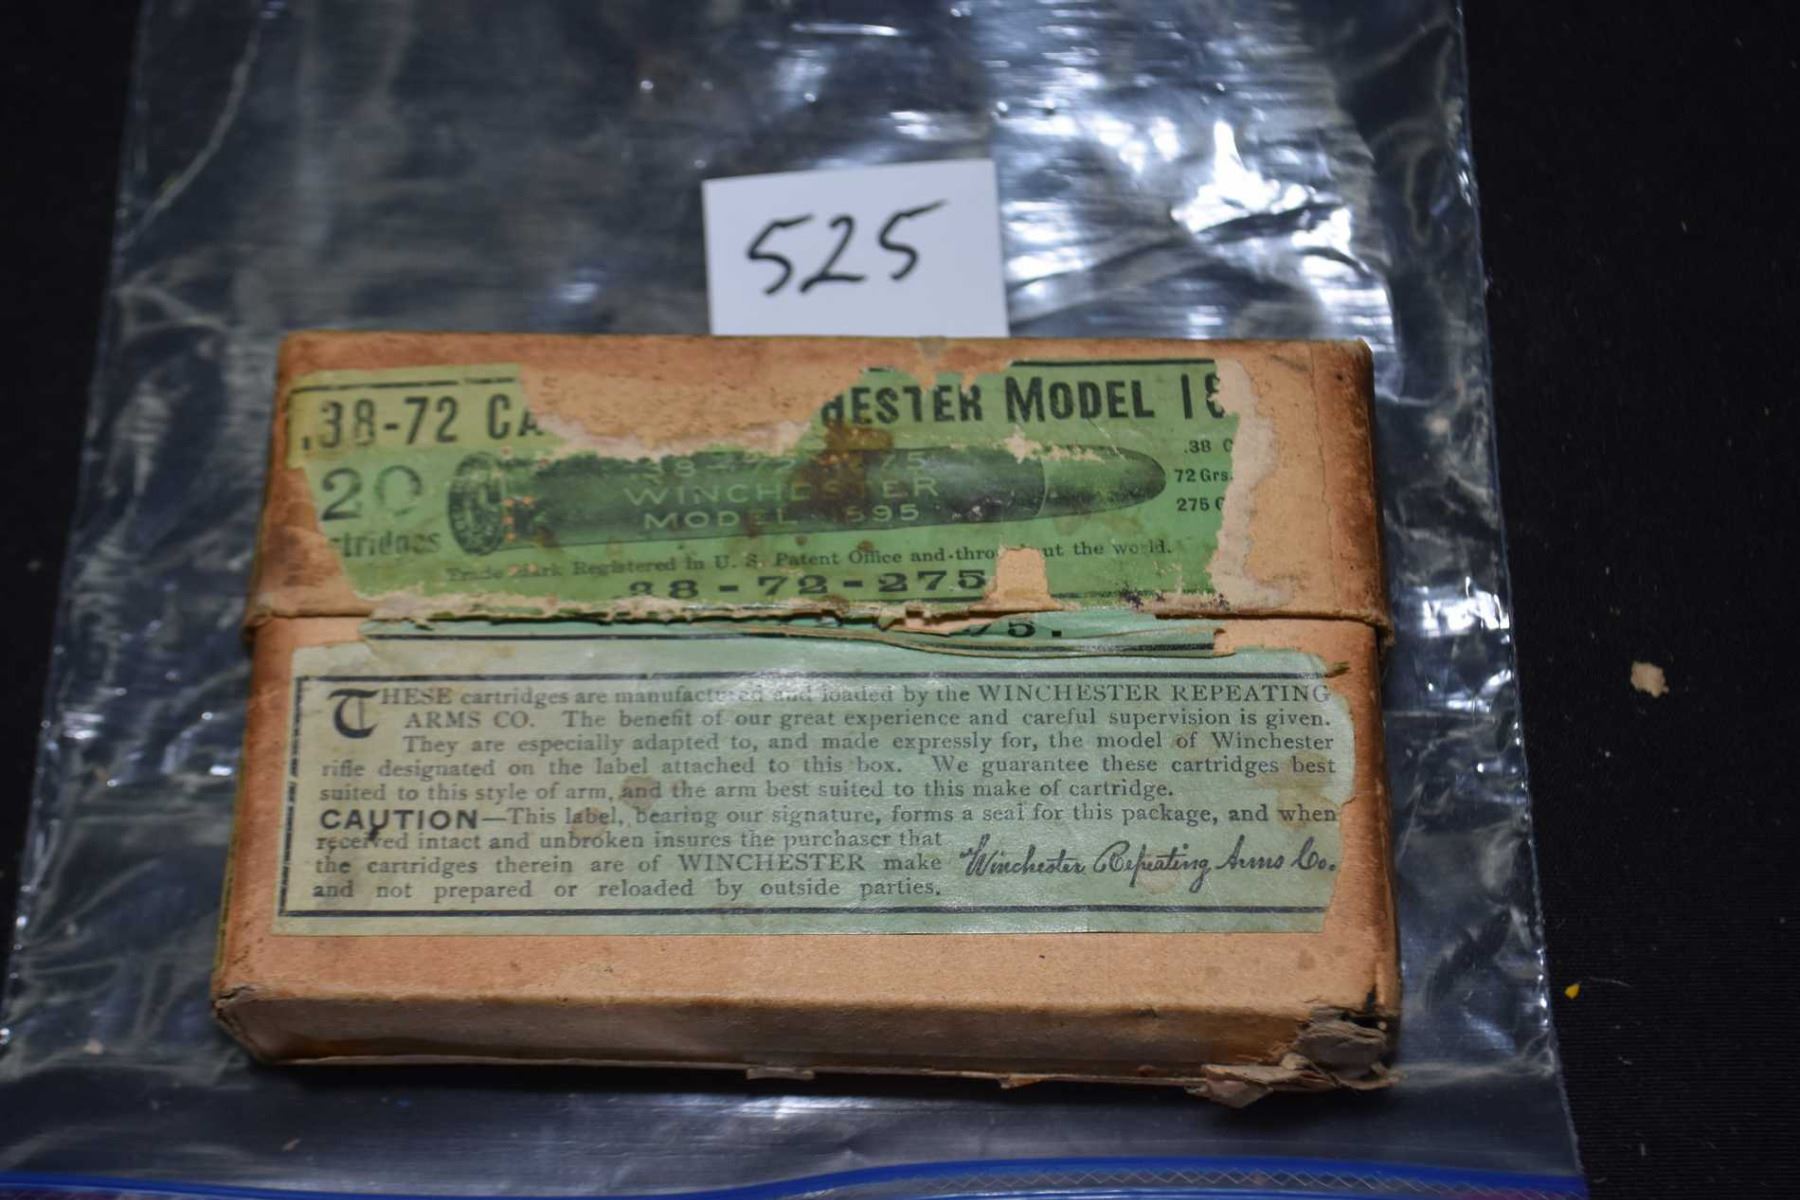 525
.38-72 CA HESTER MODEL 18
20
.38 C
38-72-275
72 Grs.
WINCHESTER
275 G
MODEL 1895
rtridges
Trade Mark Registered in U. S. Patent Office and throughout the world.
38-72-275
75.
THESE cartridges are manufactured and loaded by the WINCHESTER REPEATING
ARMS CO. The benefit of our great experience and careful supervision is given.
They are especially adapted to, and made expressly for, the model of Winchester
rifle designated on the label attached to this box. We guarantee these cartridges best
suited to this style of arm, and the arm best suited to this make of cartridge.
CAUTION—This label, bearing our signature, forms a seal for this package, and when
received intact and unbroken insures the purchaser that
the cartridges therein are of WINCHESTER make
and not prepared or reloaded by outside parties.
Winchester Repeating Arms Co.